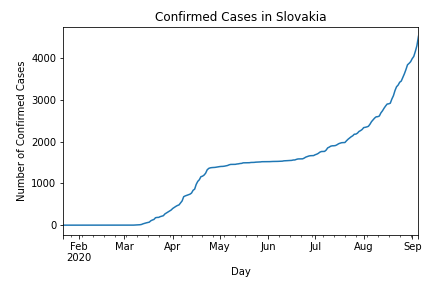 Confirmed Cases in Slovakia
Number of Confirmed Cases
4000
3000
2000
1000
0
Feb Mar Apr May Jun Jul Aug Sep
2020
Day